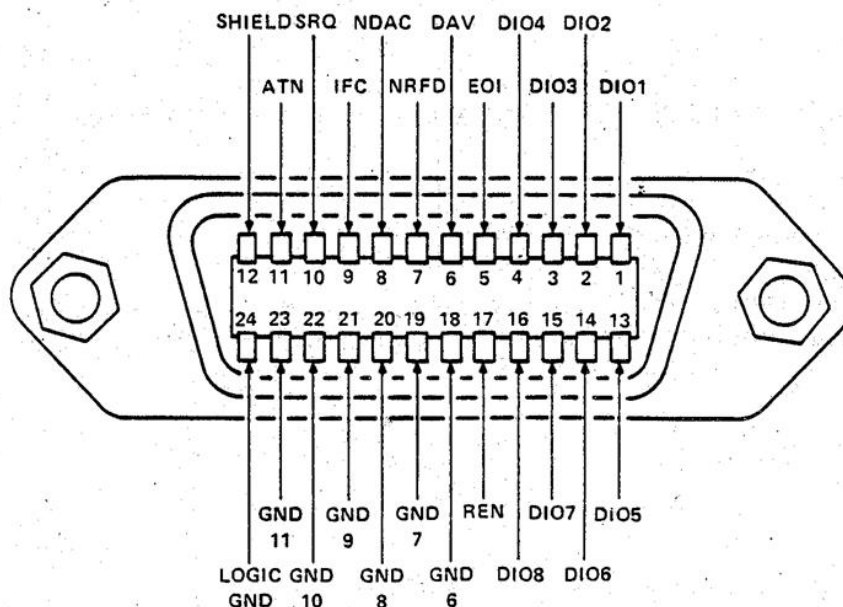 SHIELD SRQ NDAC DAV DIO4 DIO2
ATN IFC NRFD EOI DIO3 DIO1
12 11 10 9 8 7 6 5 4 3 2 1
24 23 22 21 20 19 18 17 16 15 14 13
GND 11 GND 9 GND 7 REN DIO7 DIO5
LOGIC GND GND 10 GND 8 GND 6 DIO8 DIO6